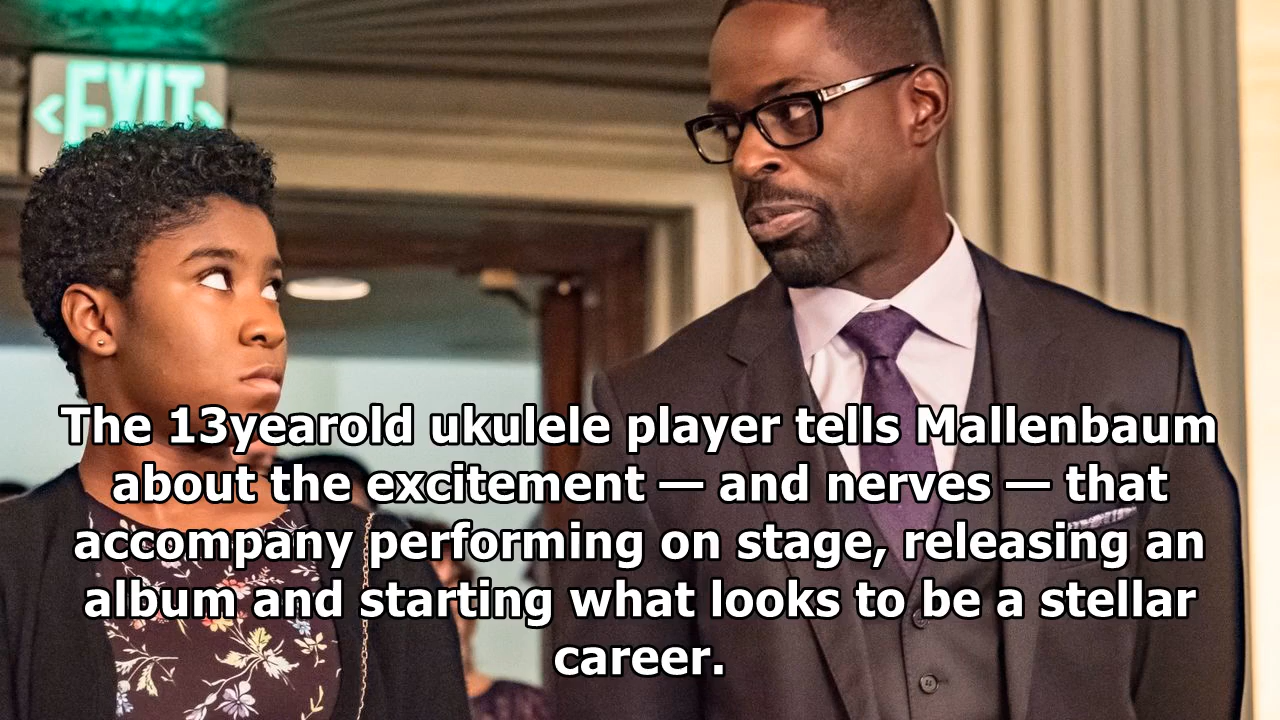 EXIT
The 13yearold ukulele player tells Mallenbaum
about the excitement — and nerves — that
accompany performing on stage, releasing an
album and starting what looks to be a stellar
career.